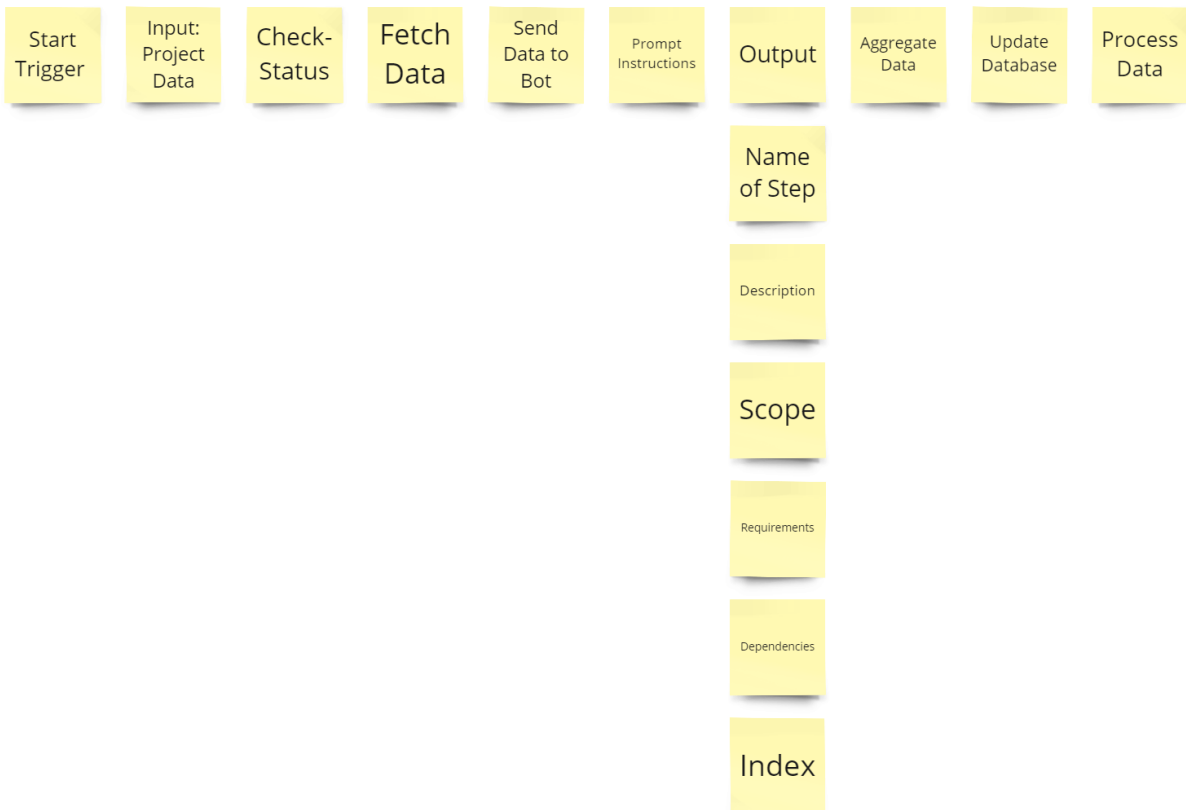 Start
Trigger
Input:
Project
Data
Check-
Status
Fetch
Data
Send
Data to
Bot
Prompt
Instructions
Output
Aggregate
Data
Update
Database
Process
Data
Name
of Step
Description
Scope
Requirements
Dependencies
Index